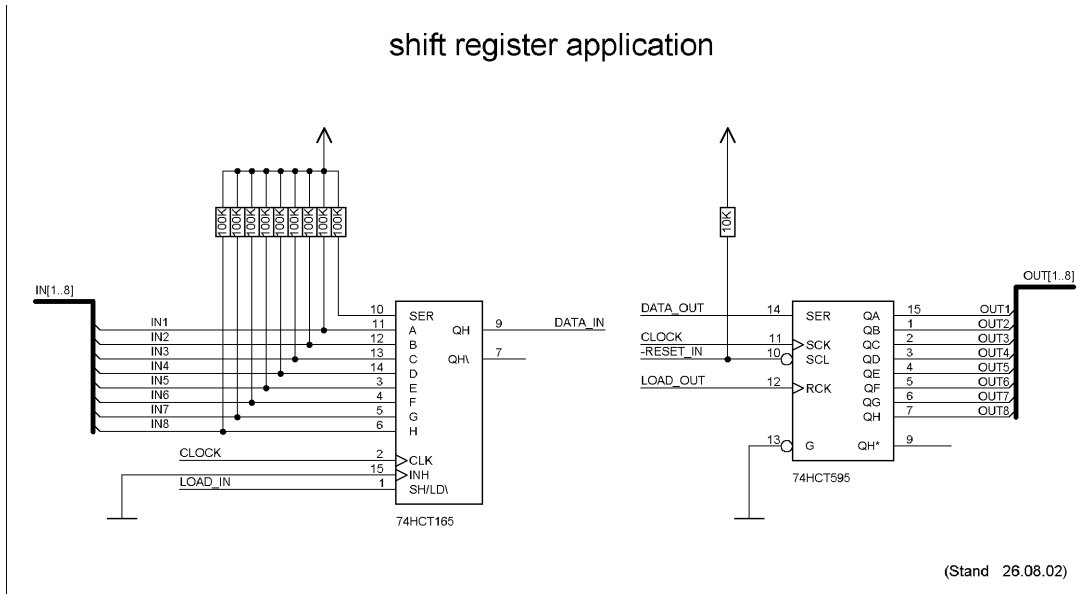 shift register application
100K 100K 100K 100K 100K 100K 100K 100K 100K
10K
IN[1..8]
IN1
IN2
IN3
IN4
IN5
IN6
IN7
IN8
CLOCK
LOAD_IN
10 SER
11 A
12 B
13 C
14 D
3 E
4 F
5 G
6 H
2 CLK
15 INH
1 SH/LD\
QH 9 DATA_IN
QH\ 7
74HCT165
DATA_OUT 14 SER
CLOCK 11 SCK
-RESET_IN 10 SCL
LOAD_OUT 12 RCK
13 G
OUT[1..8]
QA 15 OUT1
QB 1 OUT2
QC 2 OUT3
QD 3 OUT4
QE 4 OUT5
QF 5 OUT6
QG 6 OUT7
QH 7 OUT8
QH* 9
74HCT595
(Stand 26.08.02)